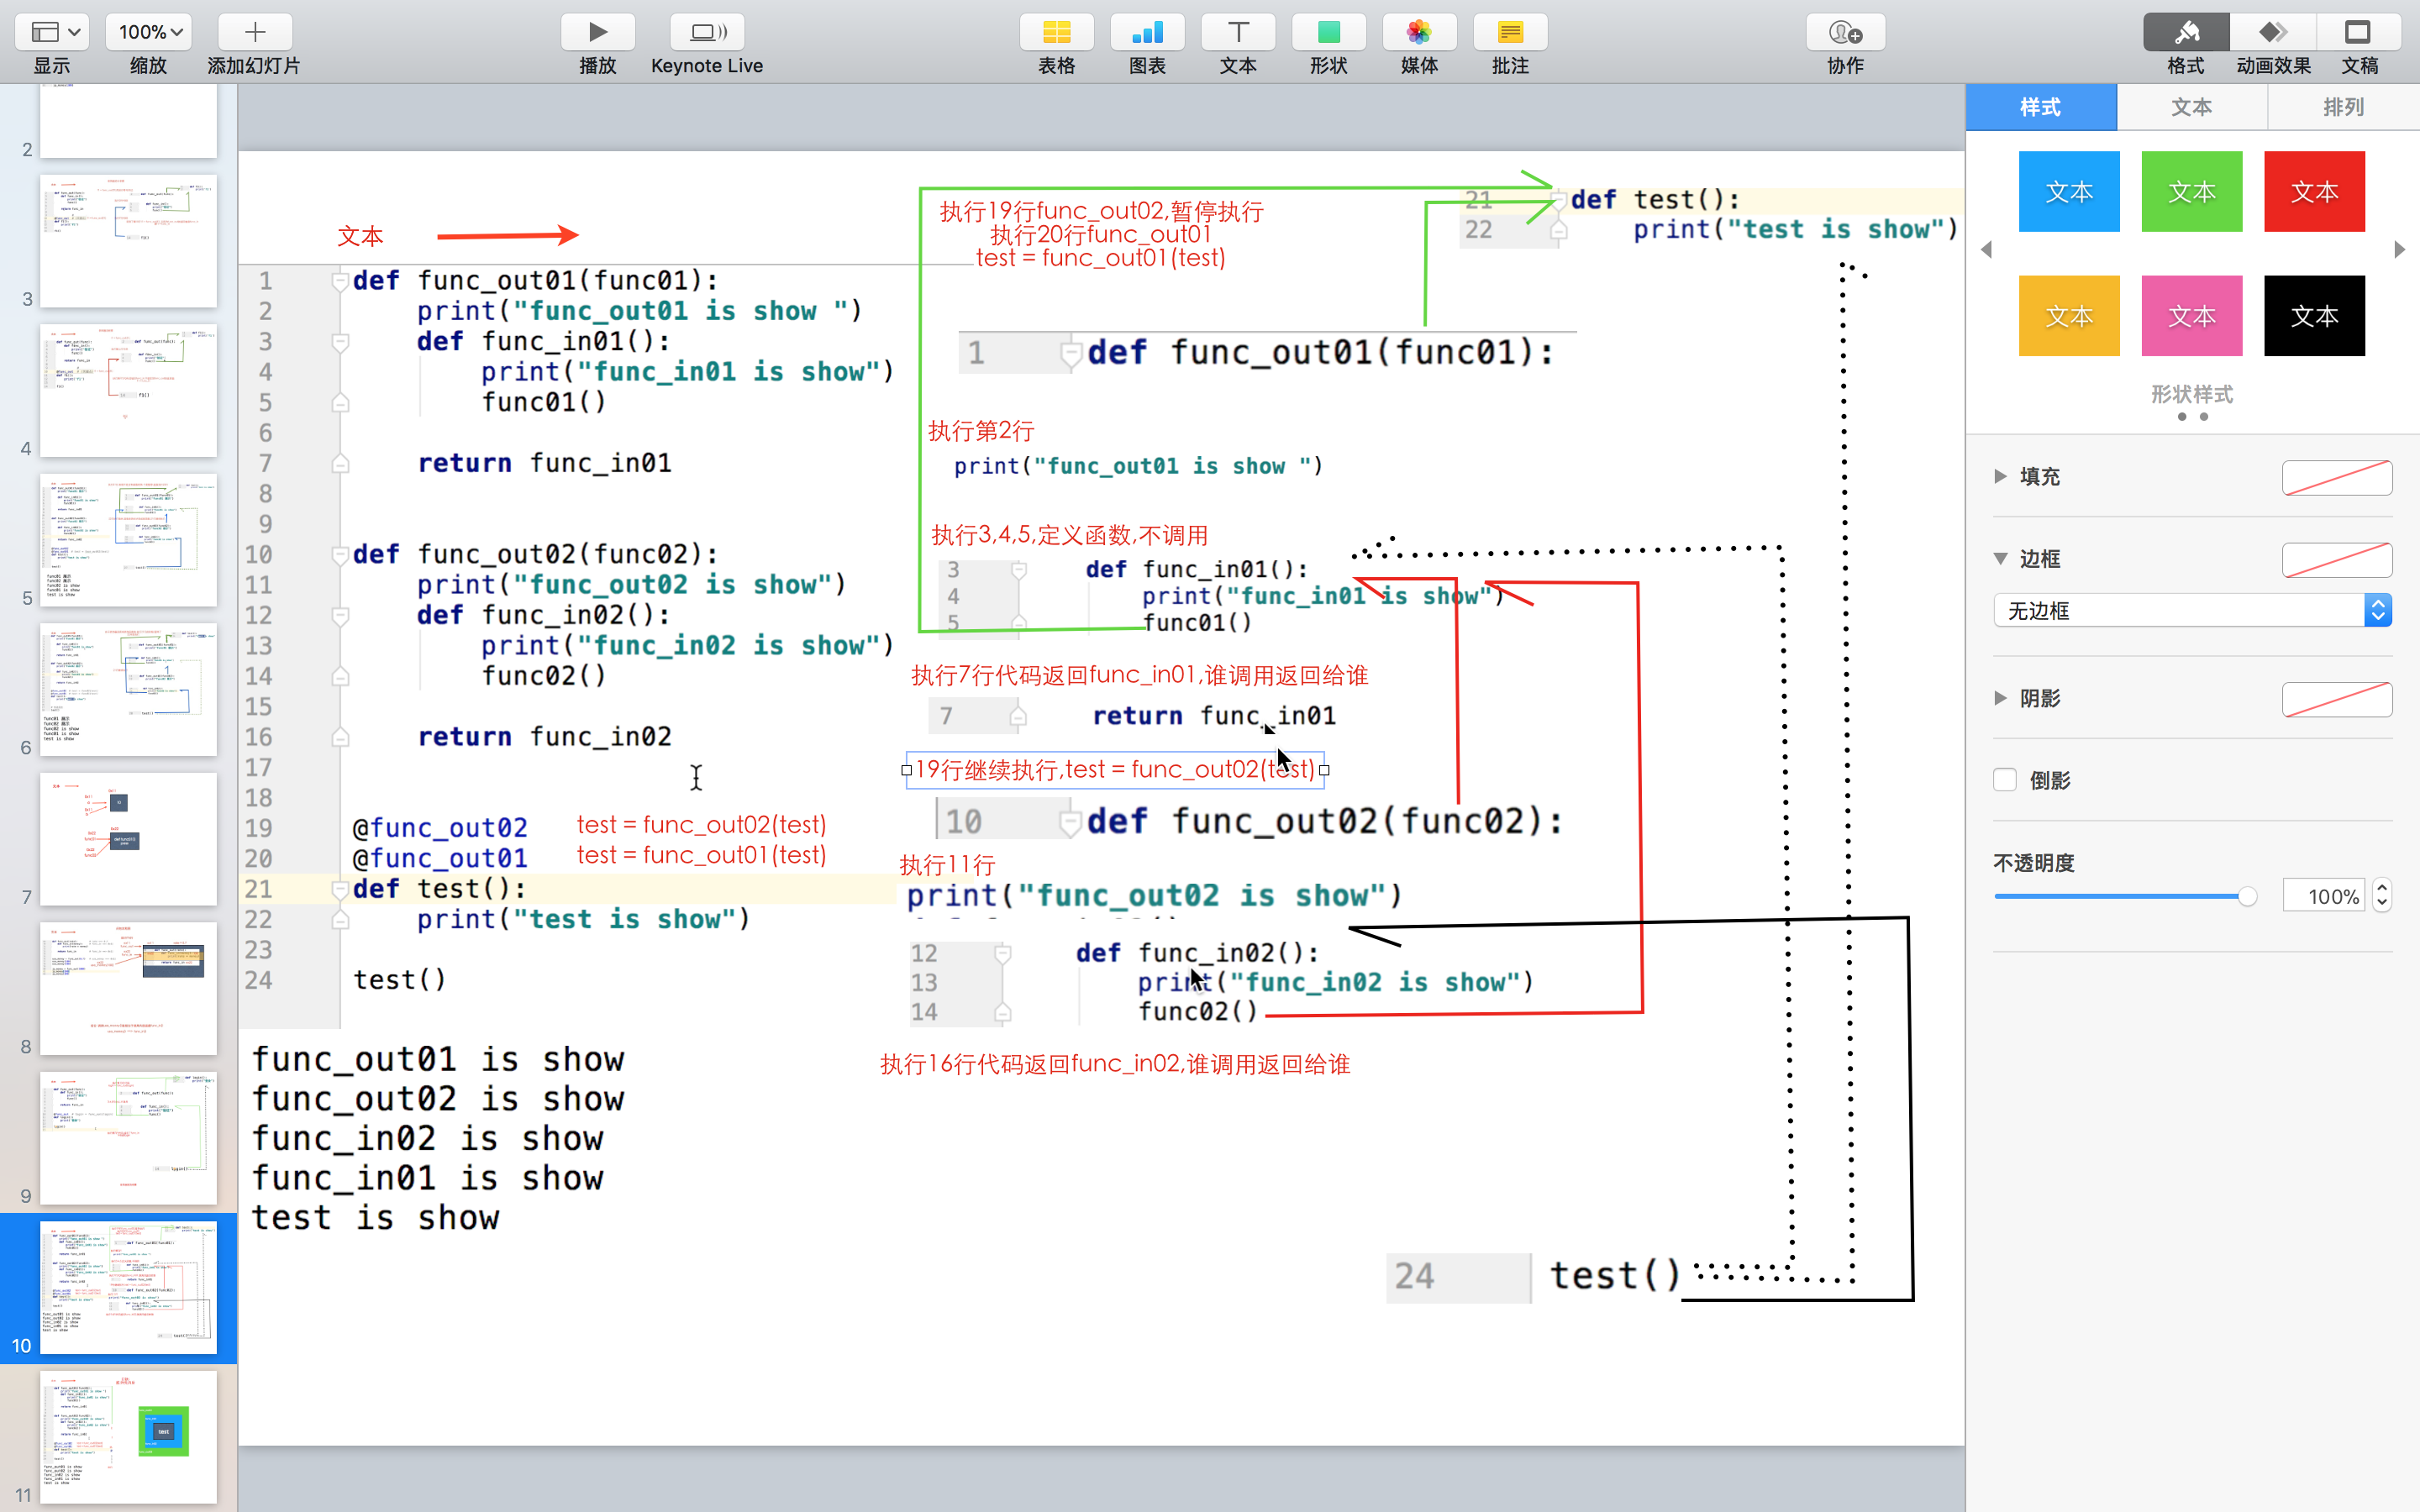 100%
显示
缩放
添加幻灯片
播放
Keynote Live
表格
图表
文本
形状
媒体
批注
协作
格式
动画效果
文稿
2
3
4
5
6
7
8
9
10
11
文本
1 def func_out01(func01):
2 print("func_out01 is show ")
3 def func_in01():
4 print("func_in01 is show")
5 func01()
6
7 return func_in01
8
9
10 def func_out02(func02):
11 print("func_out02 is show")
12 def func_in02():
13 print("func_in02 is show")
14 func02()
15
16 return func_in02
17
18
19 @func_out02 test = func_out02(test)
20 @func_out01 test = func_out01(test)
21 def test():
22 print("test is show")
23
24 test()
func_out01 is show
func_out02 is show
func_in02 is show
func_in01 is show
test is show
执行19行func_out02,暂停执行
执行20行func_out01
test = func_out01(test)
21 def test():
22 print("test is show")
1 def func_out01(func01):
执行第2行
print("func_out01 is show ")
执行3,4,5,定义函数,不调用
3 def func_in01():
4 print("func_in01 is show")
5 func01()
执行7行代码返回func_in01,谁调用返回给谁
7 return func_in01
19行继续执行,test = func_out02(test)
10 def func_out02(func02):
执行11行
print("func_out02 is show")
12 def func_in02():
13 print("func_in02 is show")
14 func02()
执行16行代码返回func_in02,谁调用返回给谁
24 test()
样式
文本
排列
文本 文本 文本
文本 文本 文本
形状样式
填充
边框
无边框
阴影
倒影
不透明度
100%